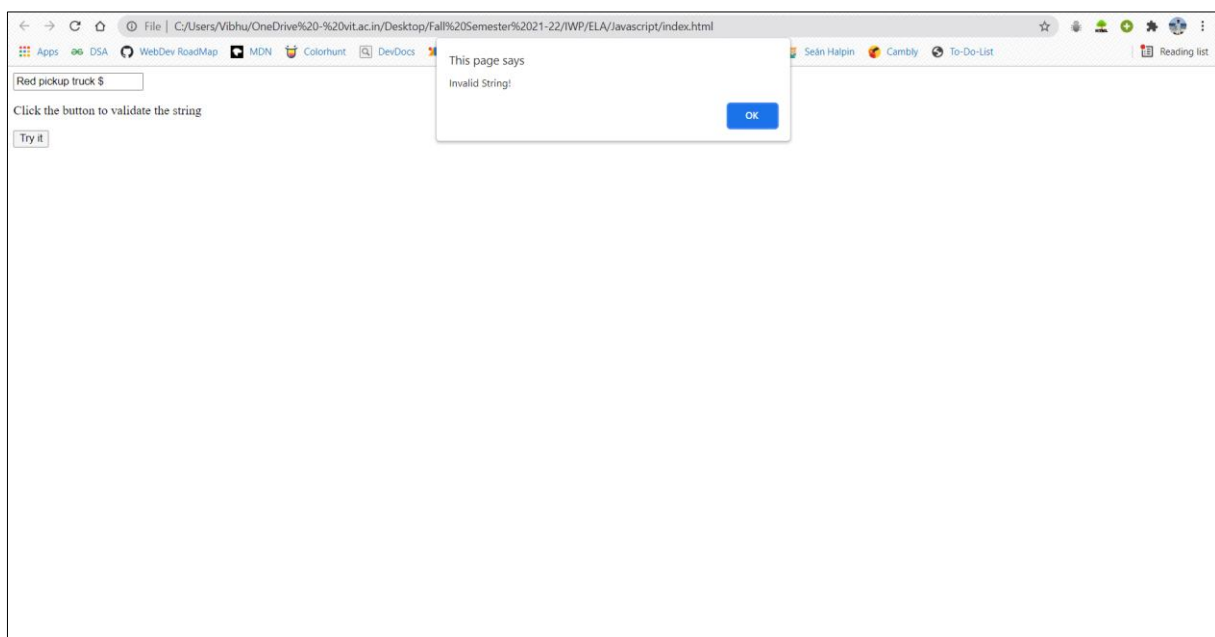 File | C:/Users/Vibhu/OneDrive%20-%20vit.ac.in/Desktop/Fall%20Semester%2021-22/IWP/ELA/Javascript/index.html
Apps DSA WebDev RoadMap MDN Colorhunt DevDocs Seán Halpin Cambly To-Do-List Reading list
This page says
Invalid String!
OK
Red pickup truck $
Click the button to validate the string
Try it